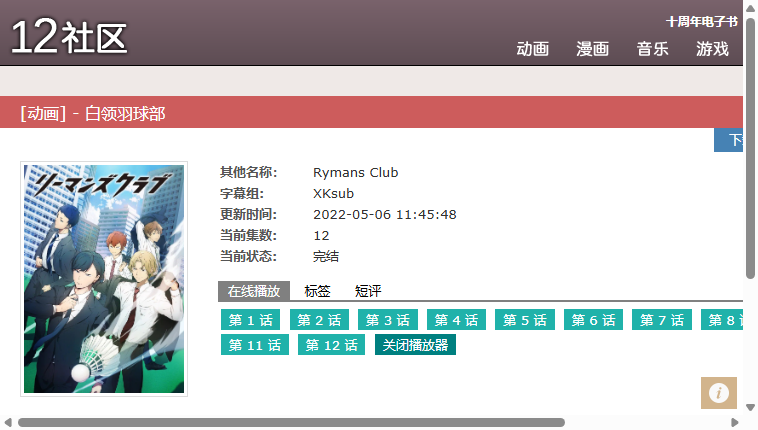 12社区
十周年电子书
动画 漫画 音乐 游戏
[动画] - 白领羽球部
リーマンズクラブ
其他名称: Rymans Club
字幕组: XKsub
更新时间: 2022-05-06 11:45:48
当前集数: 12
当前状态: 完结
在线播放 标签 短评
第 1 话 第 2 话 第 3 话 第 4 话 第 5 话 第 6 话 第 7 话 第 8
第 11 话 第 12 话 关闭播放器